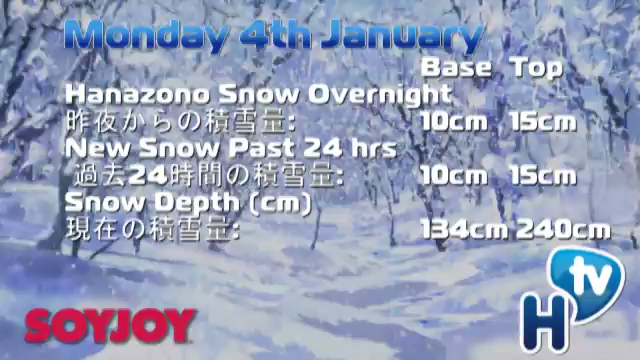 Monday 4th January
Base Top
Hanazono Snow Overnight
昨夜からの積雪量: 10cm 15cm
New Snow Past 24 hrs
過去24時間の積雪量: 10cm 15cm
Snow Depth (cm)
現在の積雪量: 134cm 240cm
tv
H
SOYJOY